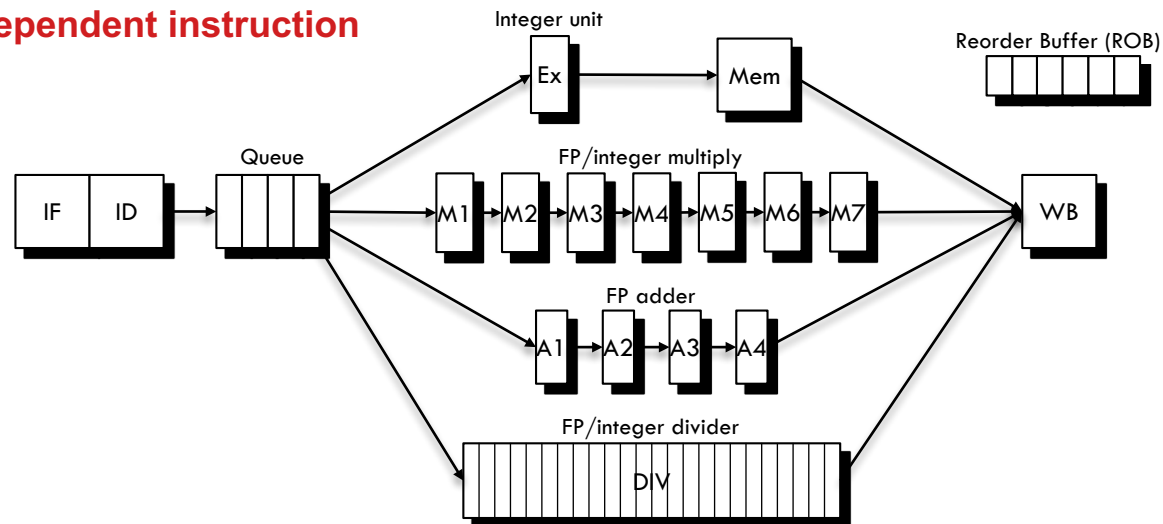 ependent instruction
Integer unit
Reorder Buffer (ROB)
Ex
Mem
Queue
FP/integer multiply
IF
ID
M1
M2
M3
M4
M5
M6
M7
WB
FP adder
A1
A2
A3
A4
FP/integer divider
DIV